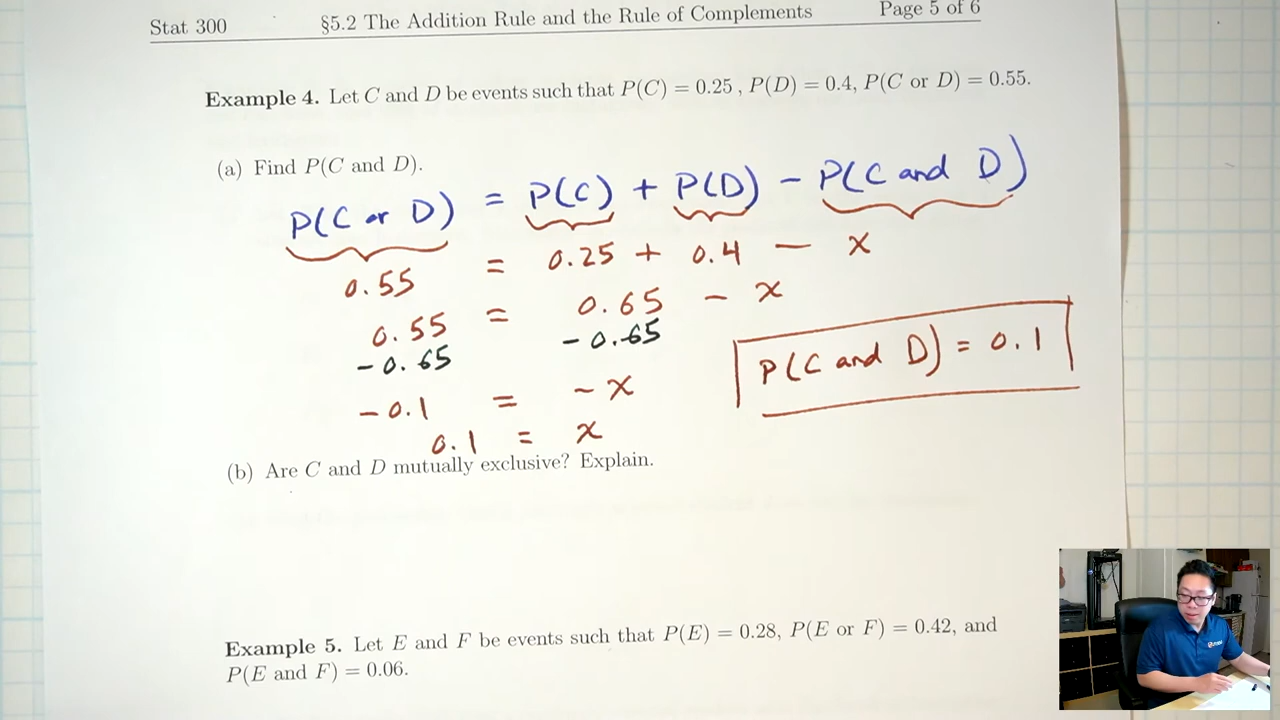 Stat 300 §5.2 The Addition Rule and the Rule of Complements Page 5 of 6
Example 4. Let C and D be events such that P(C) = 0.25 , P(D) = 0.4, P(C or D) = 0.55.
(a) Find P(C and D).
P(C or D) = P(C) + P(D) − P(C and D)
0.55 = 0.25 + 0.4 − x
0.55 = 0.65 − x
−0.65 −0.65
P(C and D) = 0.1
−0.1 = −x
0.1 = x
(b) Are C and D mutually exclusive? Explain.
Example 5. Let E and F be events such that P(E) = 0.28, P(E or F) = 0.42, and
P(E and F) = 0.06.